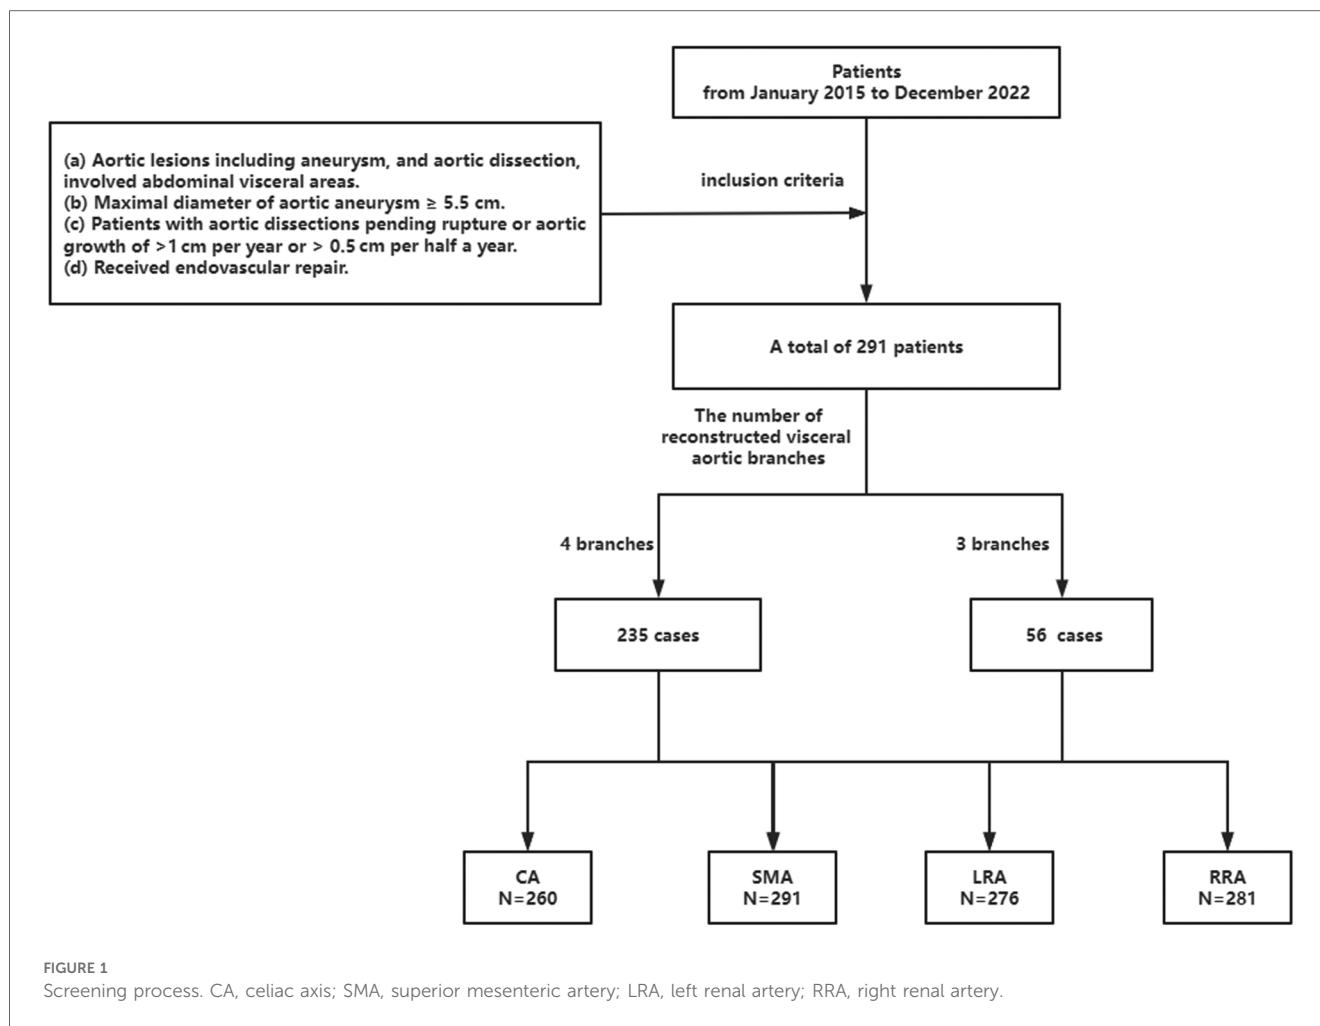 Patients
from January 2015 to December 2022
(a) Aortic lesions including aneurysm, and aortic dissection,
involved abdominal visceral areas.
(b) Maximal diameter of aortic aneurysm ≥ 5.5 cm.
(c) Patients with aortic dissections pending rupture or aortic
growth of >1 cm per year or > 0.5 cm per half a year.
(d) Received endovascular repair.
inclusion criteria
A total of 291 patients
The number of
reconstructed visceral
aortic branches
4 branches
3 branches
235 cases
56 cases
CA
N=260
SMA
N=291
LRA
N=276
RRA
N=281
FIGURE 1
Screening process. CA, celiac axis; SMA, superior mesenteric artery; LRA, left renal artery; RRA, right renal artery.